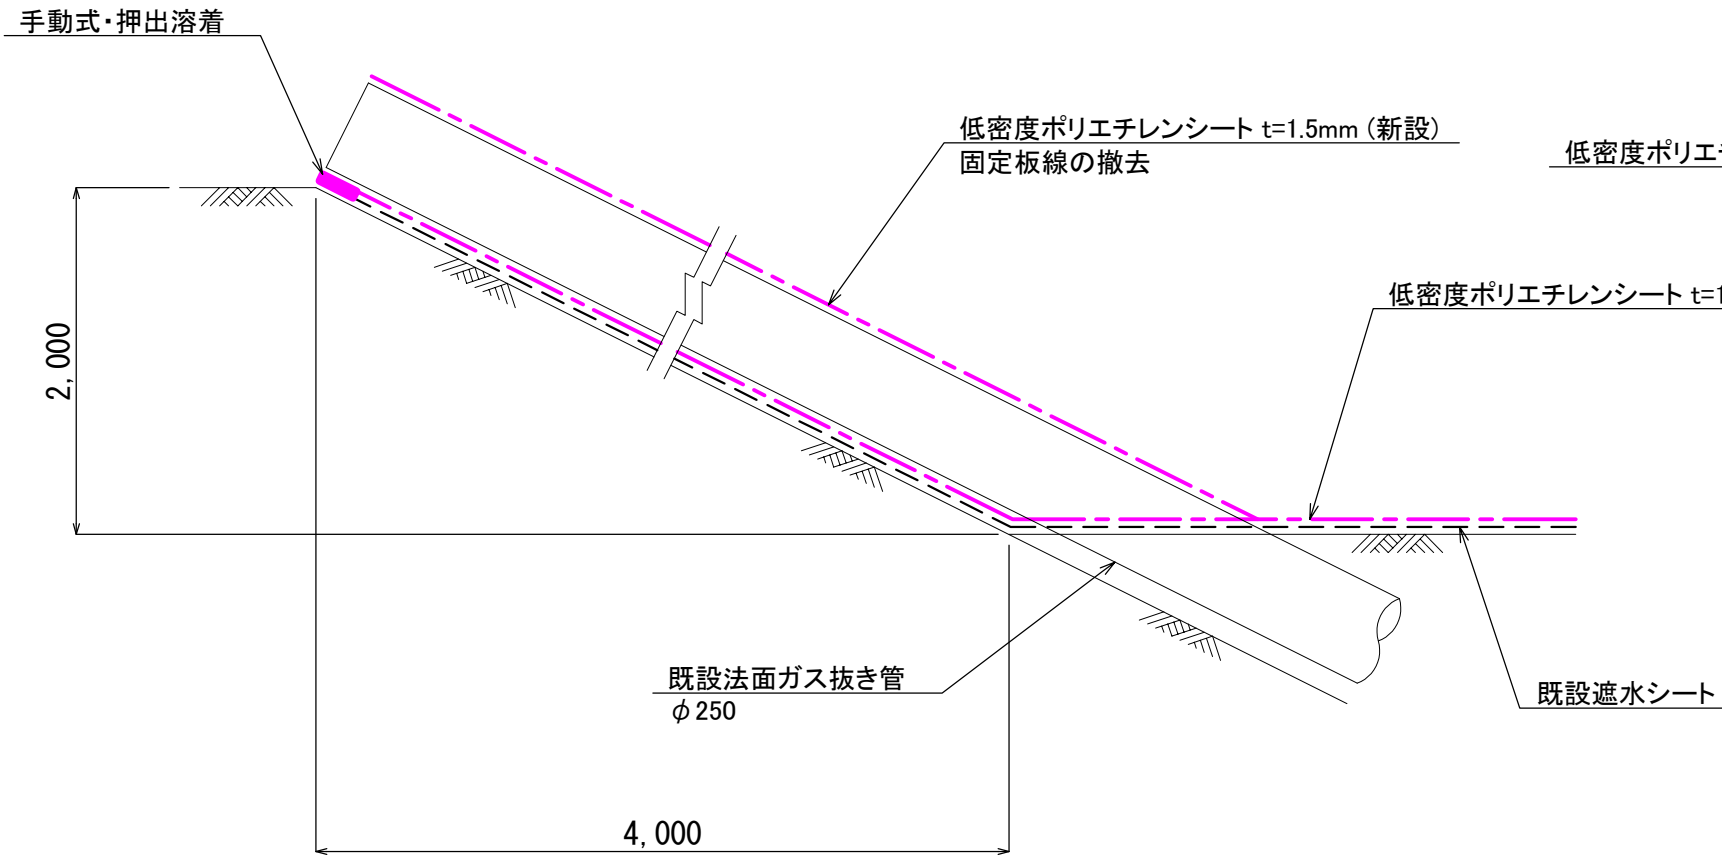 手動式・押出溶着
低密度ポリエチレンシート t=1.5mm (新設)
固定板線の撤去
低密度ポリエ
低密度ポリエチレンシート t=1
2,000
既設法面ガス抜き管
φ250
既設遮水シート
4,000